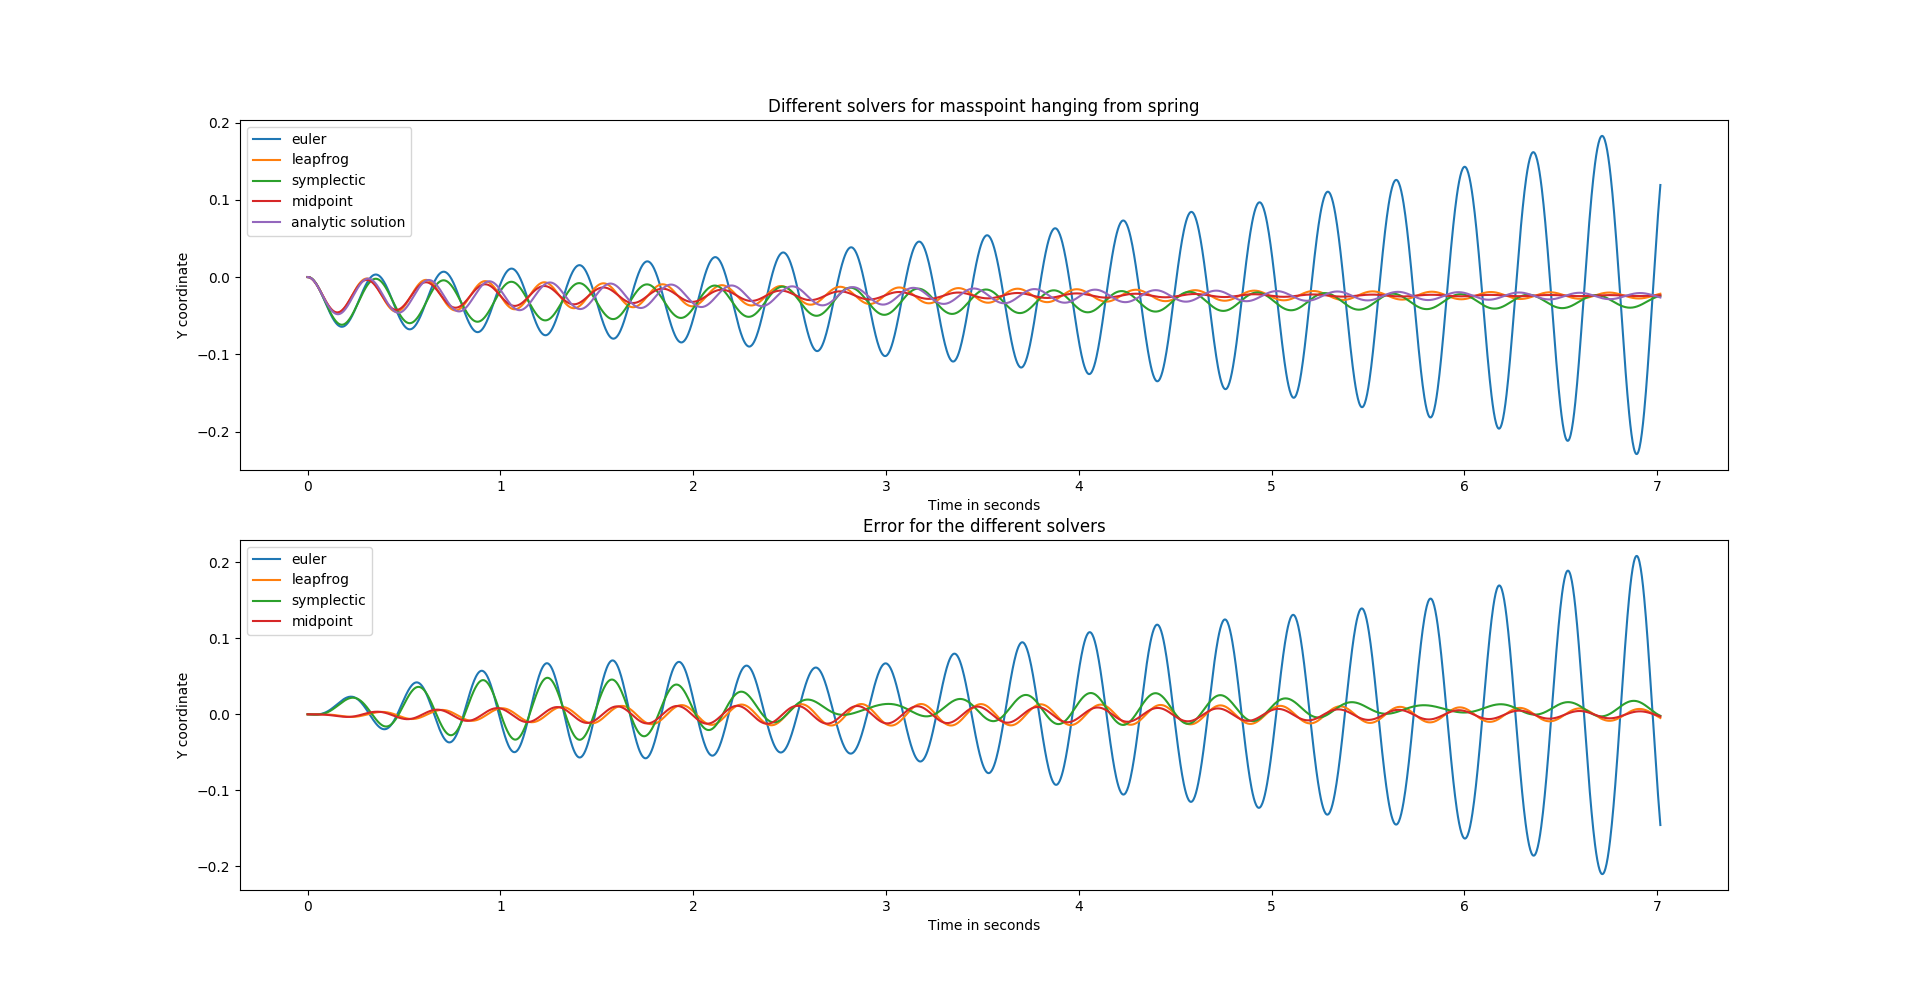 Different solvers for masspoint hanging from spring
euler
leapfrog
symplectic
midpoint
analytic solution
Y coordinate
0.2
0.1
0.0
−0.1
−0.2
0 1 2 3 4 5 6 7
Time in seconds
Error for the different solvers
euler
leapfrog
symplectic
midpoint
Y coordinate
0.2
0.1
0.0
−0.1
−0.2
0 1 2 3 4 5 6 7
Time in seconds